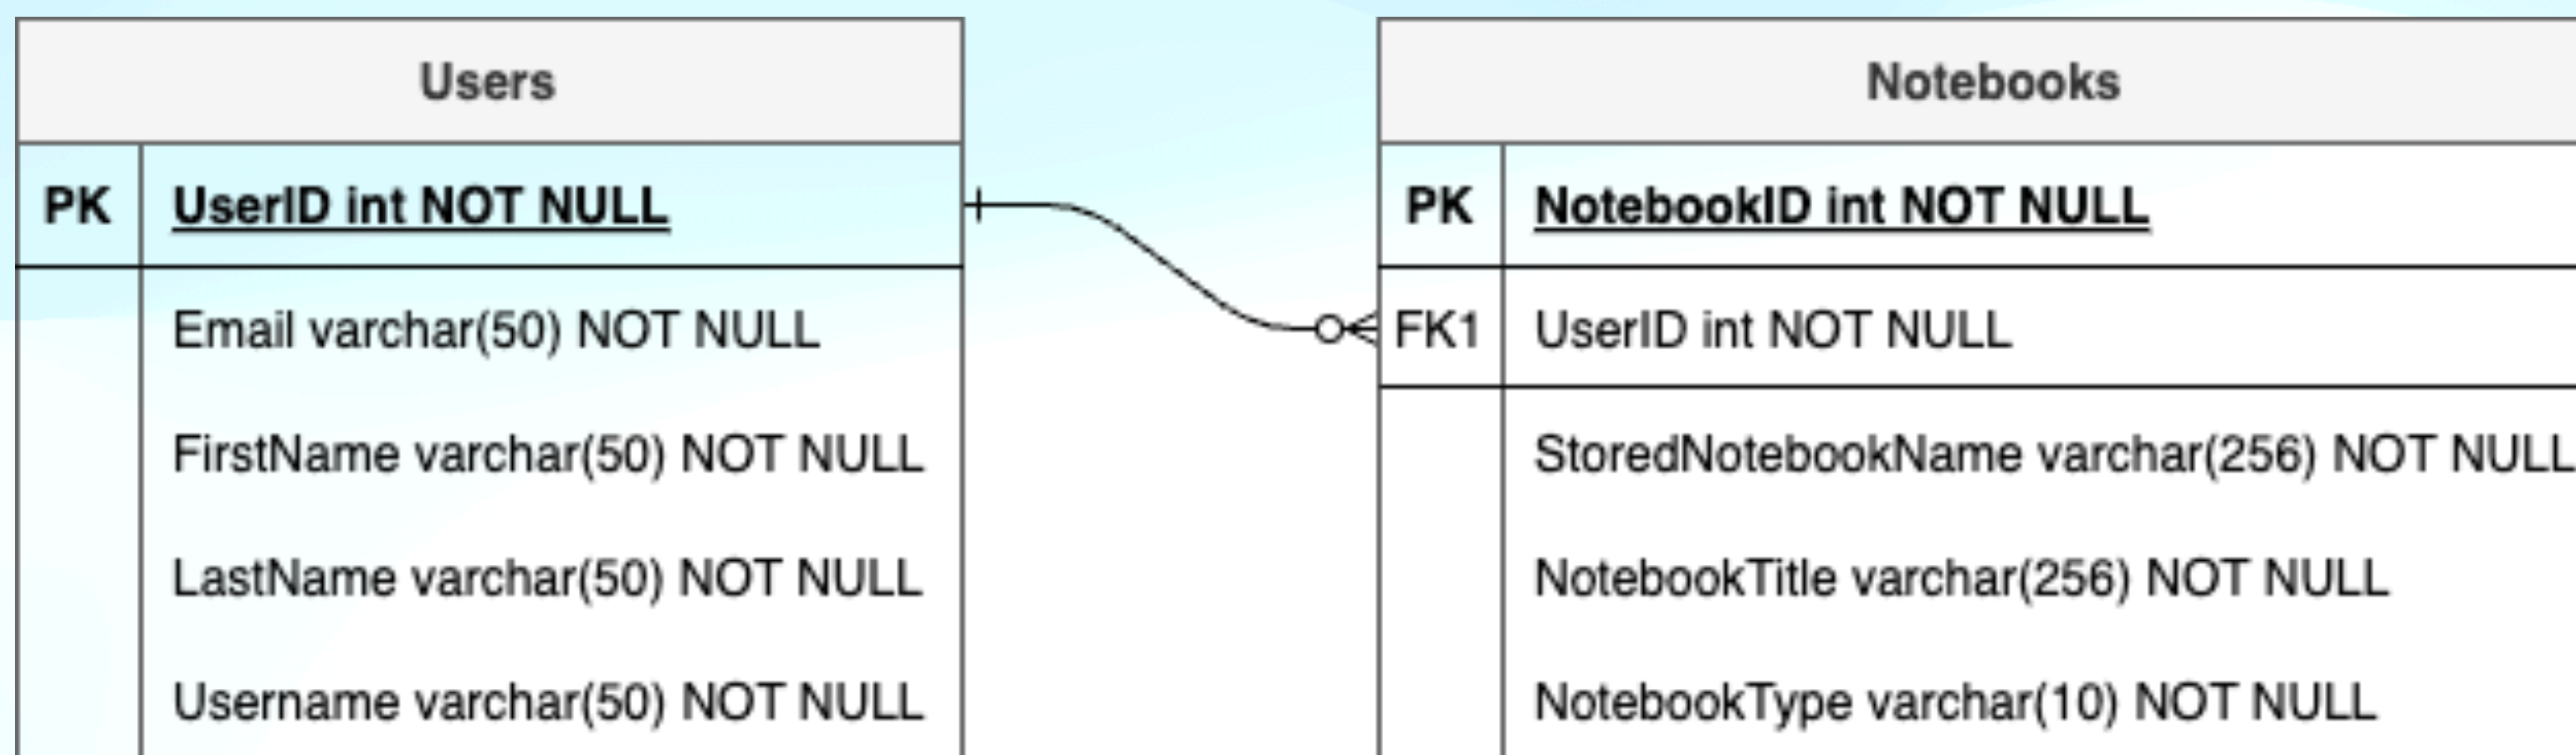 Users
PK UserID int NOT NULL
Email varchar(50) NOT NULL
FirstName varchar(50) NOT NULL
LastName varchar(50) NOT NULL
Username varchar(50) NOT NULL
Notebooks
PK NotebookID int NOT NULL
FK1 UserID int NOT NULL
StoredNotebookName varchar(256) NOT NULL
NotebookTitle varchar(256) NOT NULL
NotebookType varchar(10) NOT NULL